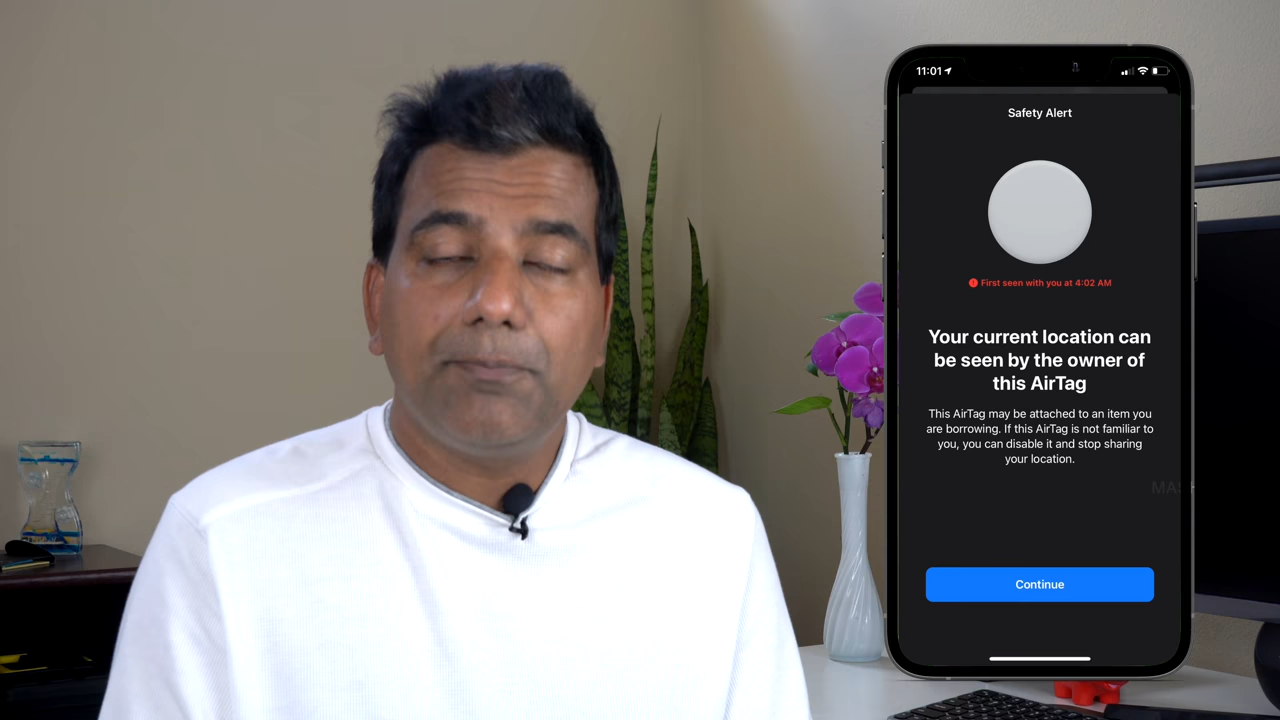 11:01
Safety Alert
First seen with you at 4:02 AM
Your current location can
be seen by the owner of
this AirTag
This AirTag may be attached to an item you
are borrowing. If this AirTag is not familiar to
you, you can disable it and stop sharing
your location.
Continue